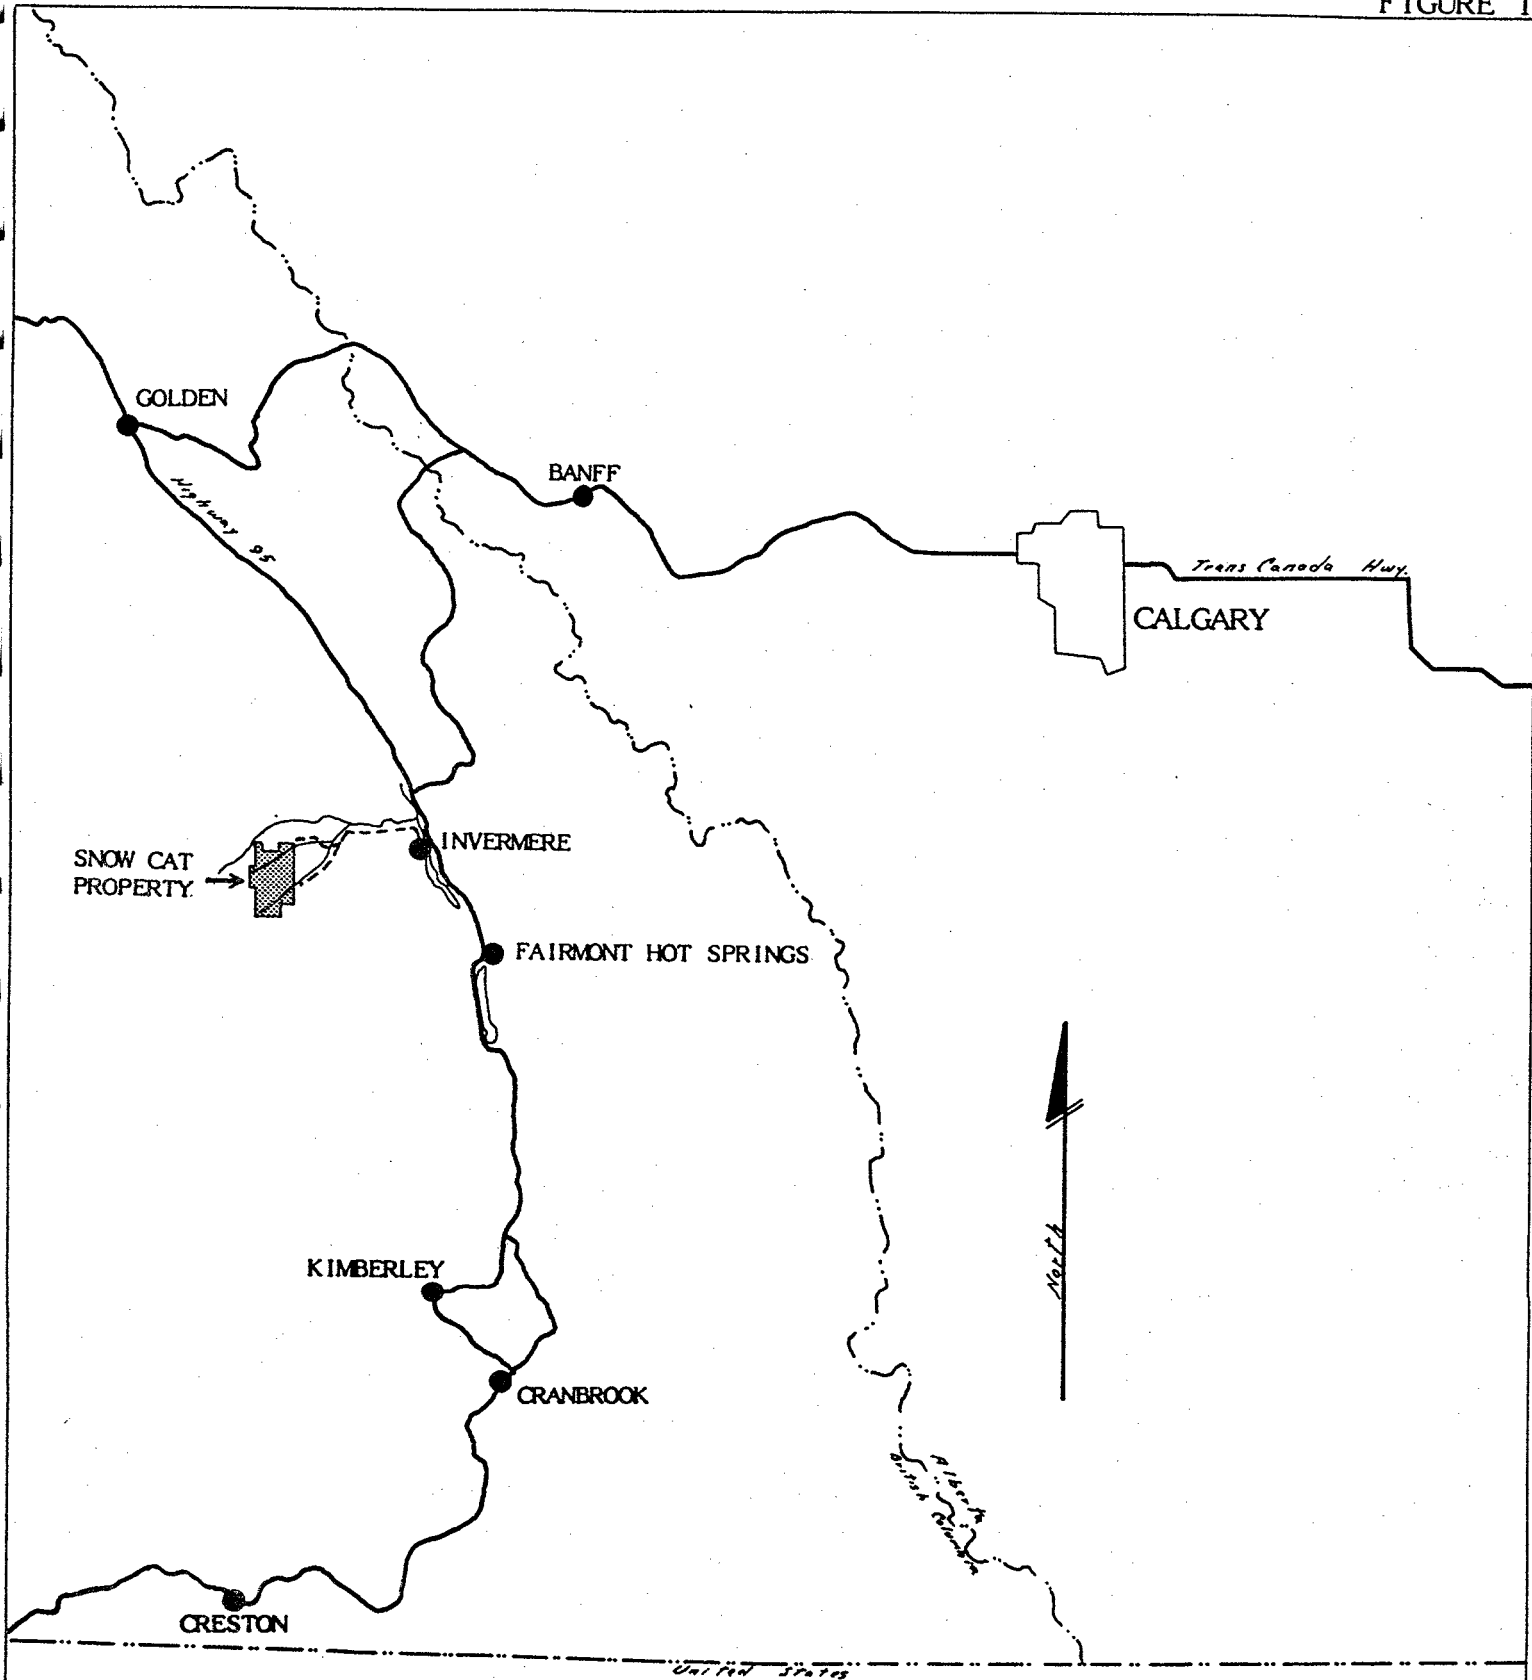 FIGURE 1
GOLDEN
Highway 95
BANFF
Trans Canada Hwy.
CALGARY
INVERMERE
SNOW CAT
PROPERTY
FAIRMONT HOT SPRINGS
North
KIMBERLEY
CRANBROOK
Alberta
British Columbia
CRESTON
United States